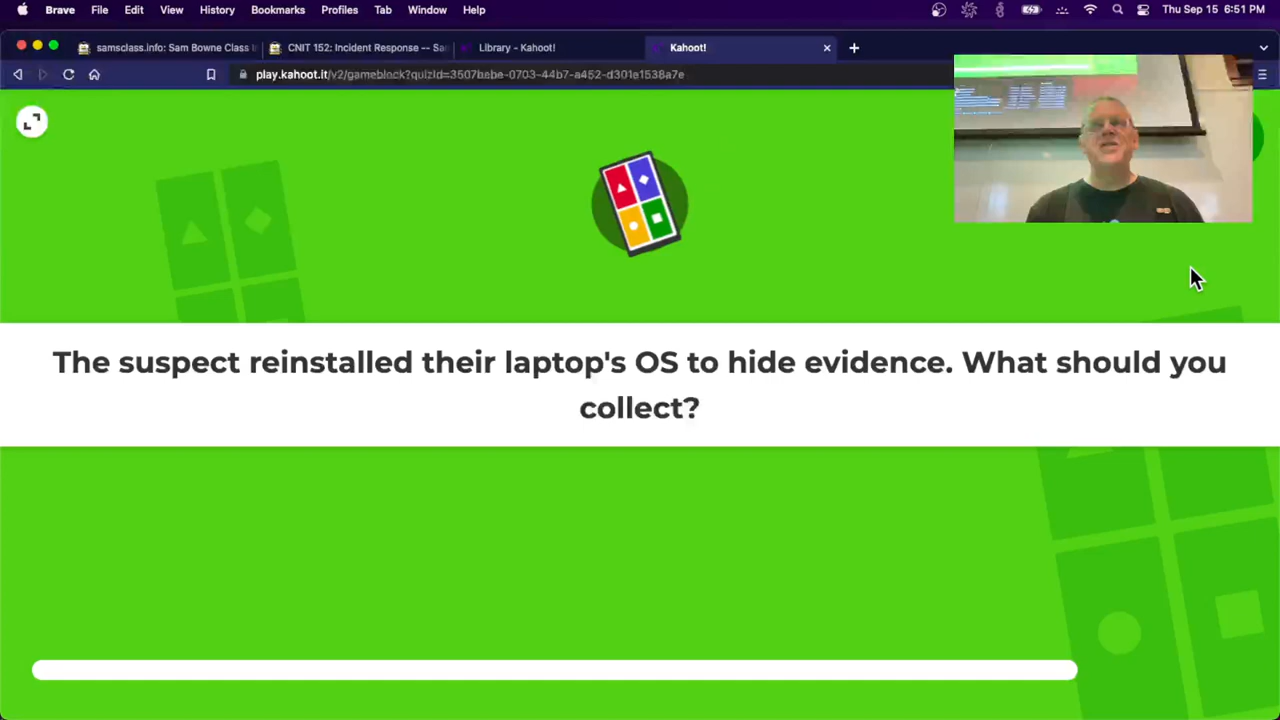 Brave File Edit View History Bookmarks Profiles Tab Window Help Thu Sep 15 6:51 PM
samsclass.info: Sam Bowne Class I CNIT 152: Incident Response -- Sa Library - Kahoot! Kahoot!
play.kahoot.it/v2/gameblock?quizId=3507bebe-0703-44b7-a452-d301e1538a7e
The suspect reinstalled their laptop's OS to hide evidence. What should you
collect?